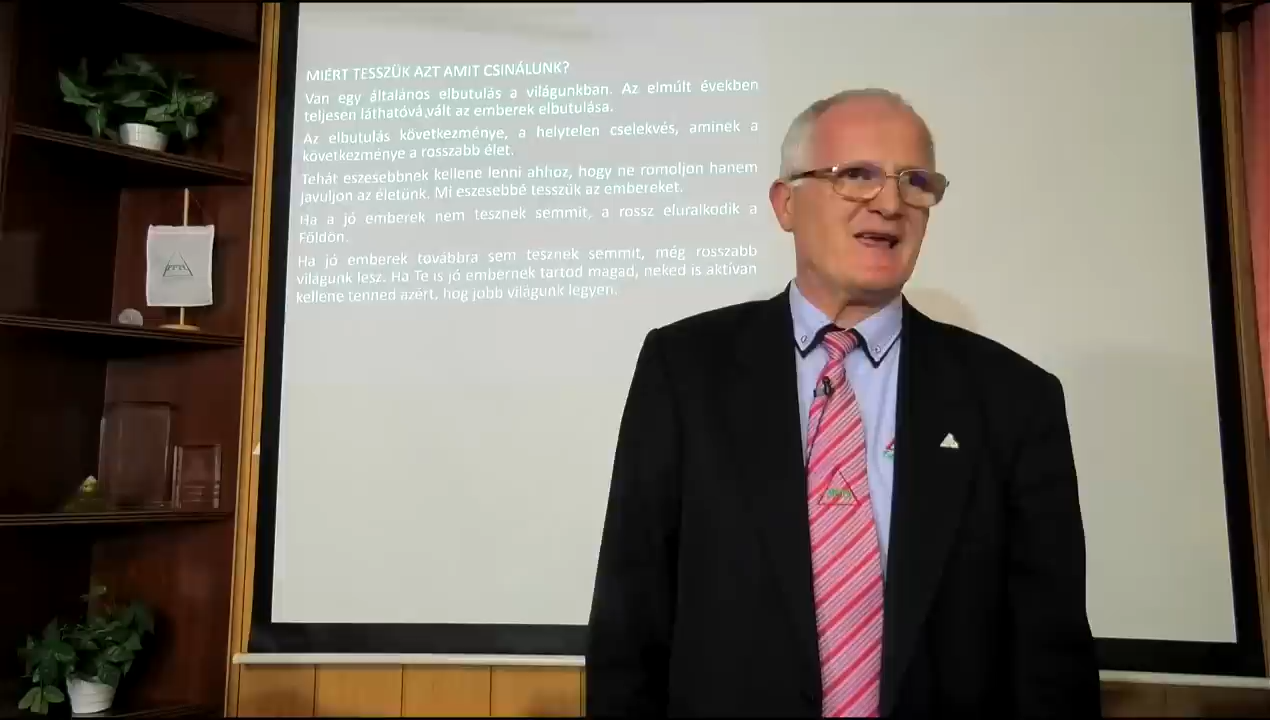 MIÉRT TESSZÜK AZT AMIT CSINÁLUNK?
Van egy általános elbutulás a világunkban. Az elmúlt években
teljesen láthatóvá vált az emberek elbutulása.
Az elbutulás következménye, a helytelen cselekvés, aminek a
következménye a rosszabb élet.
Tehát eszesebbnek kellene lenni ahhoz, hogy ne romoljon hanem
javuljon az életünk. Mi eszesebbé tesszük az embereket.
Ha a jó emberek nem tesznek semmit, a rossz eluralkodik a
Földön.
Ha jó emberek továbbra sem tesznek semmit, még rosszabb
világunk lesz. Ha Te is jó embernek tartod magad, neked is aktívan
kellene tenned azért, hog jobb világunk legyen.